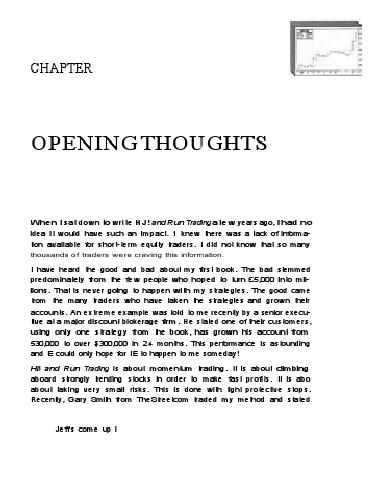 CHAPTER
OPENING THOUGHTS
When I sat down to write HJ! and Run Trading a few years ago, I had no
idea it would have such an impact. I knew there was a lack of informa-
tion available for short-term equity traders. I did not know that so many
thousands of traders were craving this information.
I have heard the good and bad about my first book. The bad stemmed
predominately from the few people who hoped to turn £5,000 into mil-
lions. That is never going to happen with my strategies. The good came
from the many traders who have taken the strategies and grown their
accounts. An extreme example was told to me recently by a senior execu-
tive at a major discount blokerage firm. He stated one of their customers,
using only one strategy from the book, has grown his account from
530,000 to over $300,000! in 24 months. This performance is astounding
and I£ could only hope for I£ to happen to me someday!
Hit and Run Trading is about momentum trading. It is about climbing
aboard strongly trending stocks in order to make fast profits. It is also
about taking very small risks. This is done with tight protective stops.
Recently, Gary Smith from TheStreetcom traded my method and stated
Jeffs come up !